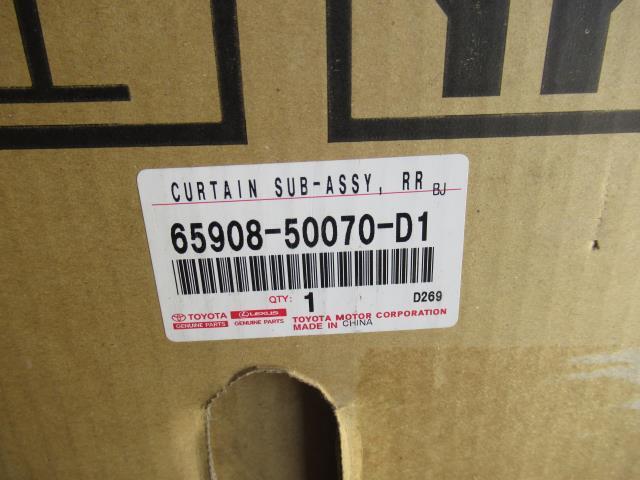 CURTAIN SUB-ASSY, RR BJ
65908-50070-D1
QTY: 1 D269
TOYOTA LEXUS TOYOTA MOTOR CORPORATION
GENUINE PARTS GENUINE PARTS MADE IN CHINA